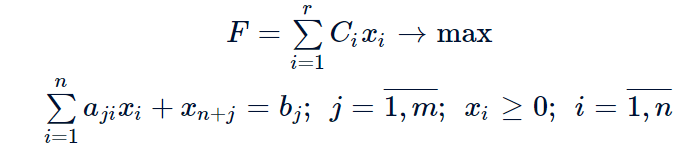 $$F = \sum_{i=1}^{r} C_i x_i \to \max$$
$$\sum_{i=1}^{n} a_{ji} x_i + x_{n+j} = b_j; \ \ j = \overline{1,m}; \ \ x_i \geq 0; \ \ i = \overline{1,n}$$